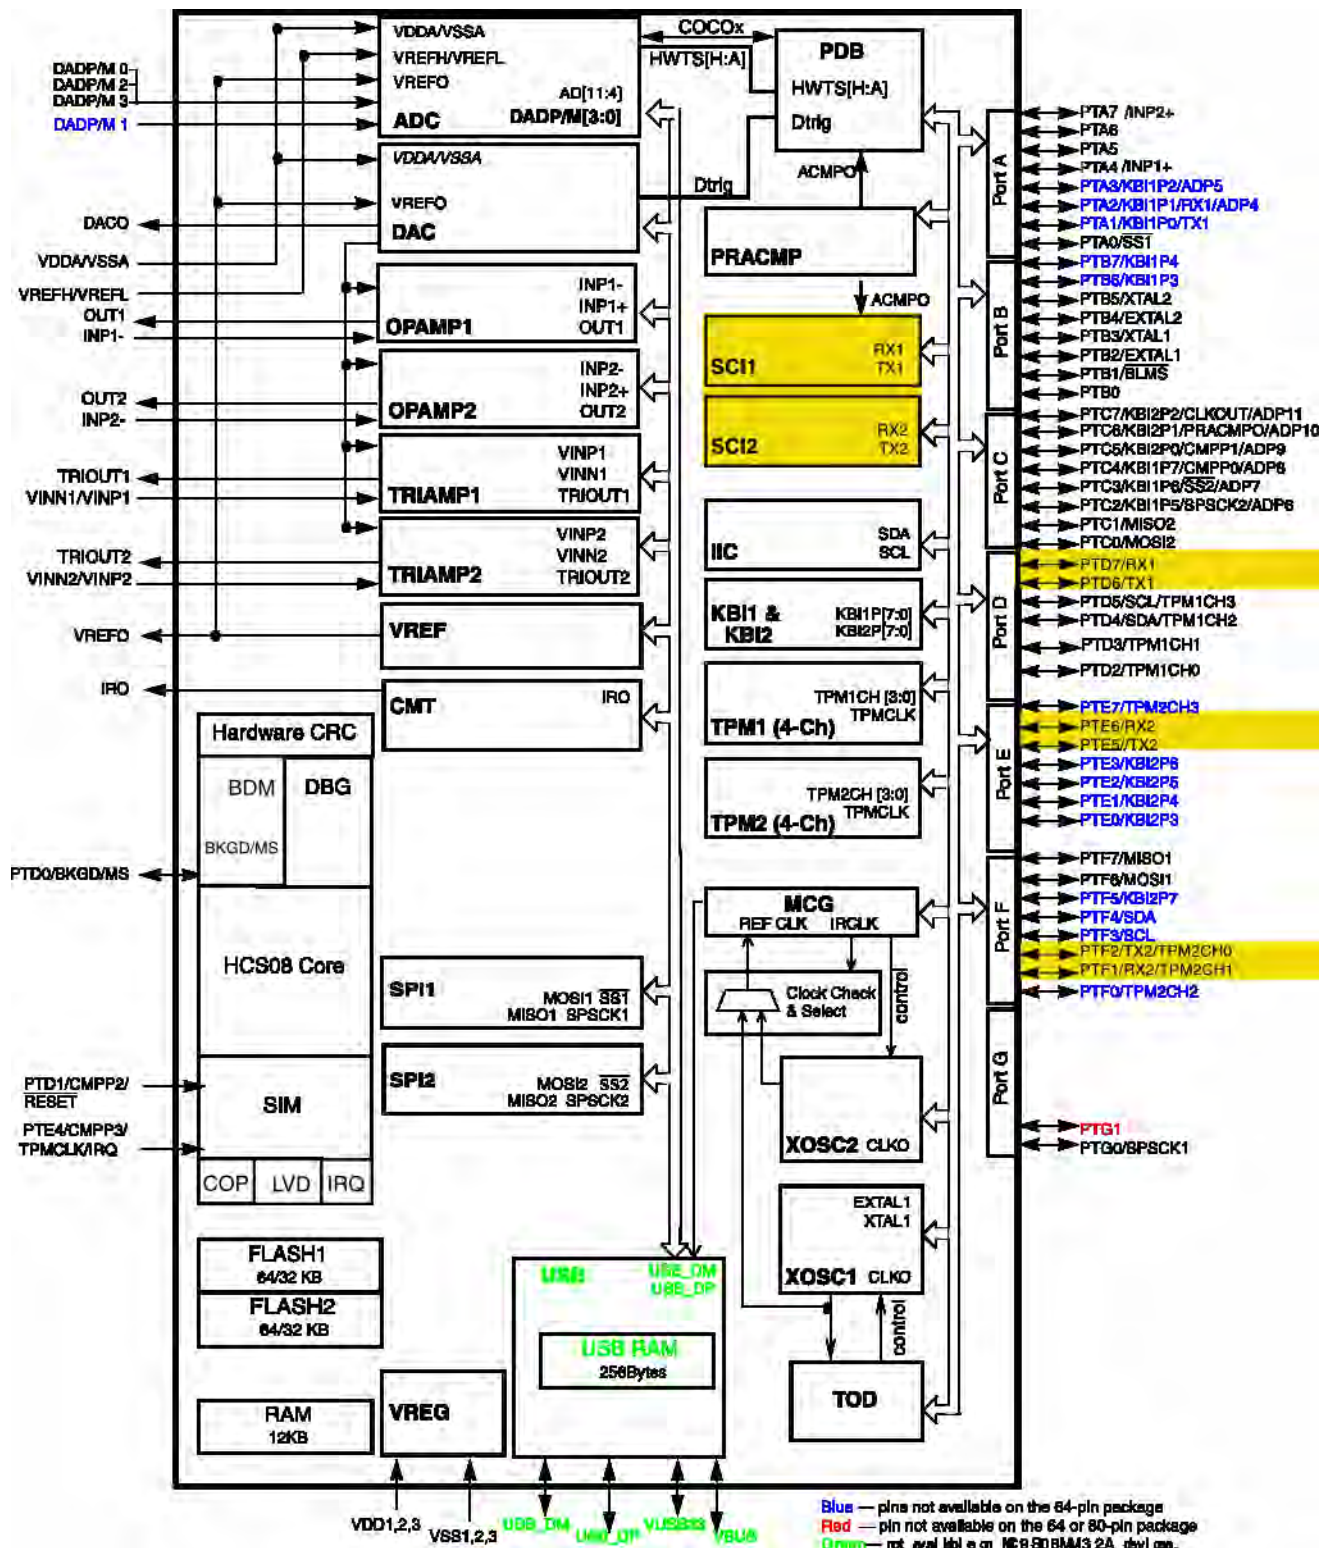 VDDA/VSSA
VREFH/VREFL
VREFO
AD[11:4]
DADP/M[3:0]
ADC
COCOx
HWTS[H:A]
PDB
HWTS[H:A]
Dtrig
DADP/M 0
DADP/M 2
DADP/M 3
DADP/M 1
VDDA/VSSA
VREFO
DAC
Dtrig
ACMPO
PRACMP
ACMPO
DACO
VDDA/VSSA
VREFH/VREFL
OUT1
INP1-
INP1-
INP1+
OUT1
OPAMP1
OUT2
INP2-
INP2-
INP2+
OUT2
OPAMP2
TRIOUT1
VINN1/VINP1
VINP1
VINN1
TRIOUT1
TRIAMP1
TRIOUT2
VINN2/VINP2
VINP2
VINN2
TRIOUT2
TRIAMP2
VREFO
VREF
IRO
CMT
IRO
SCI1
RX1
TX1
SCI2
RX2
TX2
IIC
SDA
SCL
KBI1 &
KBI2
KBI1P[7:0]
KBI2P[7:0]
TPM1CH [3:0]
TPMCLK
TPM1 (4-Ch)
TPM2CH [3:0]
TPMCLK
TPM2 (4-Ch)
Hardware CRC
BDM
DBG
BKGD/MS
PTD0/BKGD/MS
HCS08 Core
SIM
PTD1/CMPP2/
RESET
PTE4/CMPP3/
TPMCLK/IRQ
COP
LVD
IRQ
FLASH1
64/32 KB
FLASH2
64/32 KB
RAM
12KB
SPI1
MOSI1 SS1
MISO1 SPSCK1
SPI2
MOSI2 SS2
MISO2 SPSCK2
MCG
REF CLK IRCLK
Clock Check
& Select
control
XOSC2 CLKO
EXTAL1
XTAL1
XOSC1 CLKO
control
TOD
USB
USB_DM
USB_DP
USB RAM
256Bytes
VREG
VDD1,2,3
VSS1,2,3
USB_DM
USB_DP
VUSB33
VBUS
Port A
PTA7 /INP2+
PTA6
PTA5
PTA4 /INP1+
PTA3/KBI1P2/ADP5
PTA2/KBI1P1/RX1/ADP4
PTA1/KBI1P0/TX1
PTA0/SS1
Port B
PTB7/KBI1P4
PTB6/KBI1P3
PTB5/XTAL2
PTB4/EXTAL2
PTB3/XTAL1
PTB2/EXTAL1
PTB1/BLMS
PTB0
Port C
PTC7/KBI2P2/CLKOUT/ADP11
PTC6/KBI2P1/PRACMPO/ADP10
PTC5/KBI2P0/CMPP1/ADP9
PTC4/KBI1P7/CMPP0/ADP8
PTC3/KBI1P6/SS2/ADP7
PTC2/KBI1P5/SPSCK2/ADP6
PTC1/MISO2
PTC0/MOSI2
Port D
PTD7/RX1
PTD6/TX1
PTD5/SCL/TPM1CH3
PTD4/SDA/TPM1CH2
PTD3/TPM1CH1
PTD2/TPM1CH0
Port E
PTE7/TPM2CH3
PTE6/RX2
PTE5//TX2
PTE3/KBI2P6
PTE2/KBI2P5
PTE1/KBI2P4
PTE0/KBI2P3
Port F
PTF7/MISO1
PTF6/MOSI1
PTF5/KBI2P7
PTF4/SDA
PTF3/SCL
PTF2/TX2/TPM2CH0
PTF1/RX2/TPM2CH1
PTF0/TPM2CH2
Port G
PTG1
PTG0/SPSCK1
Blue — pins not available on the 64-pin package
Red — pin not available on the 64 or 80-pin package
Green — not available on MC9S08MM32A devices.